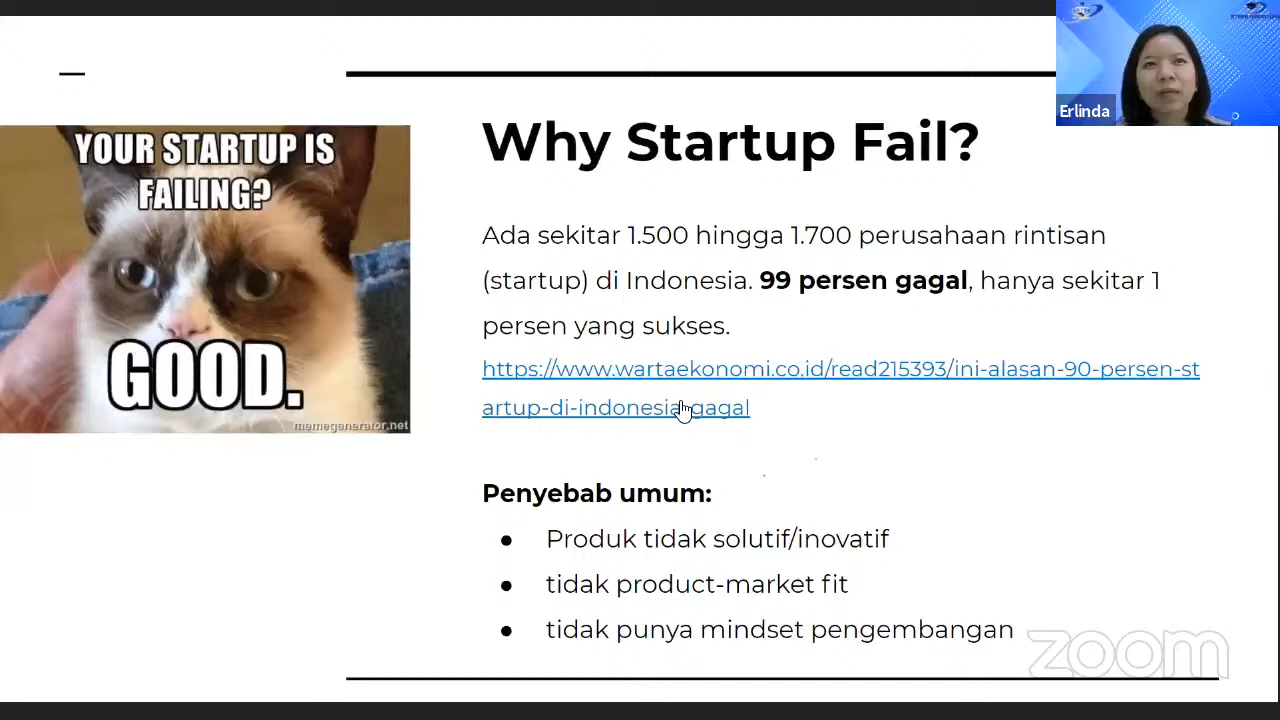 Erlinda
YOUR STARTUP IS
FAILING?
GOOD.
memegenerator.net
Why Startup Fail?
Ada sekitar 1.500 hingga 1.700 perusahaan rintisan
(startup) di Indonesia. 99 persen gagal, hanya sekitar 1
persen yang sukses.
https://www.wartaekonomi.co.id/read215393/ini-alasan-90-persen-st
artup-di-indonesia-gagal
Penyebab umum:
● Produk tidak solutif/inovatif
● tidak product-market fit
● tidak punya mindset pengembangan
zoom